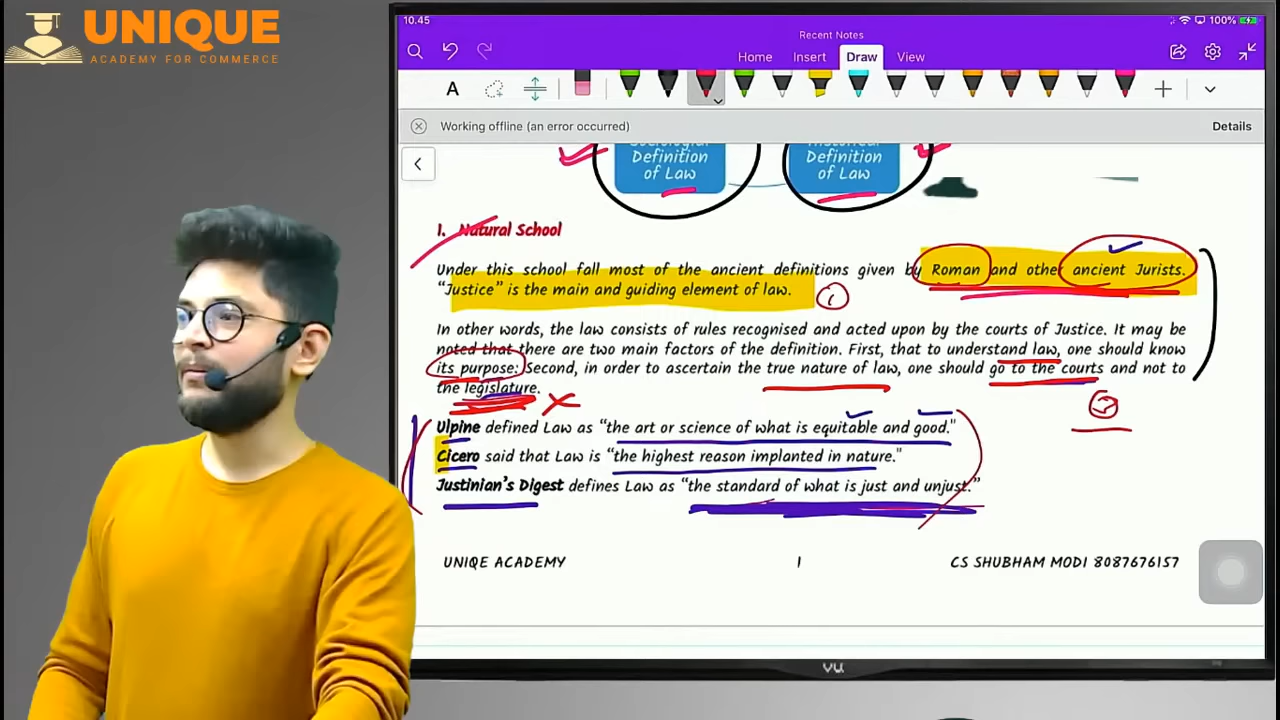 UNIQUE
ACADEMY FOR COMMERCE
10.45
100%
Recent Notes
Home Insert Draw View
A
Working offline (an error occurred)
Details
Definition
of Law
Definition
of Law
1. Natural School
Under this school fall most of the ancient definitions given by Roman and other ancient Jurists.
“Justice” is the main and guiding element of law.
In other words, the law consists of rules recognised and acted upon by the courts of Justice. It may be
noted that there are two main factors of the definition. First, that to understand law, one should know
its purpose: Second, in order to ascertain the true nature of law, one should go to the courts and not to
the legislature.
Ulpine defined Law as “the art or science of what is equitable and good."
Cicero said that Law is “the highest reason implanted in nature."
Justinian's Digest defines Law as “the standard of what is just and unjust.”
UNIQE ACADEMY
1
CS SHUBHAM MODI 8087676157
VU